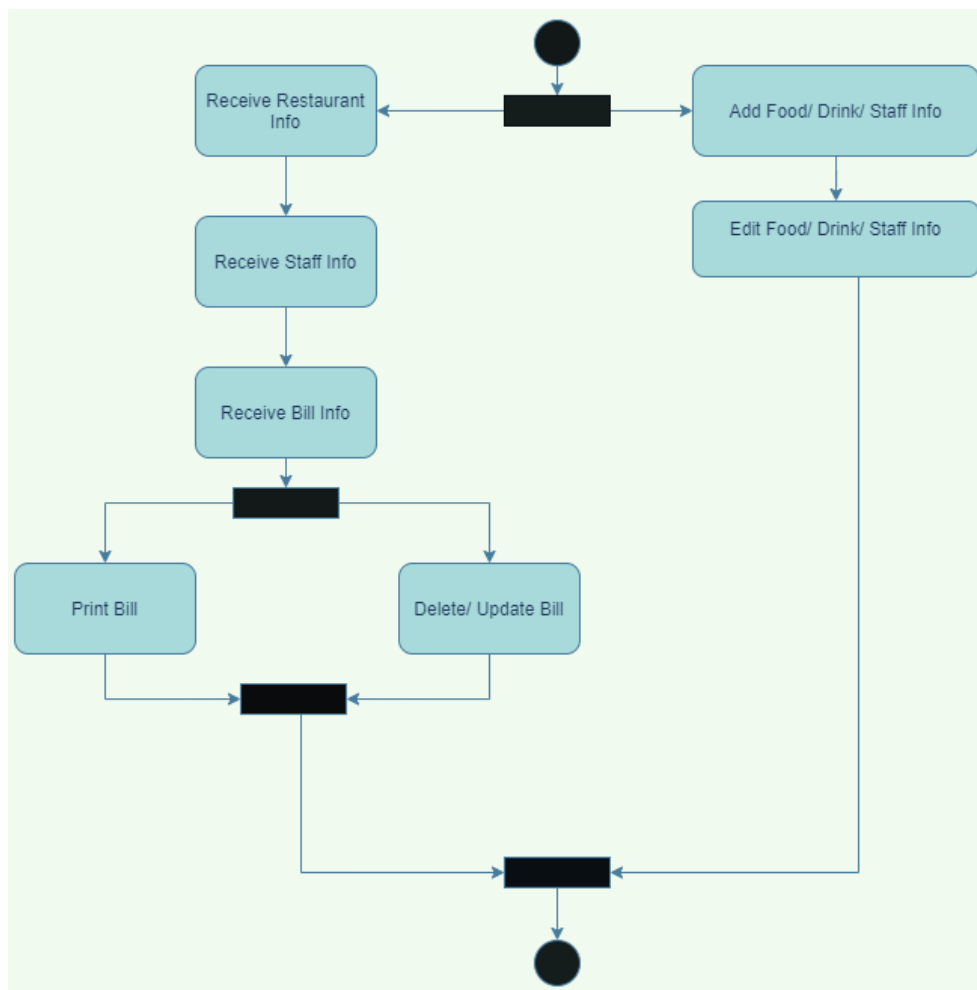 Receive Restaurant
Info
Add Food/ Drink/ Staff Info
Receive Staff Info
Edit Food/ Drink/ Staff Info
Receive Bill Info
Print Bill
Delete/ Update Bill